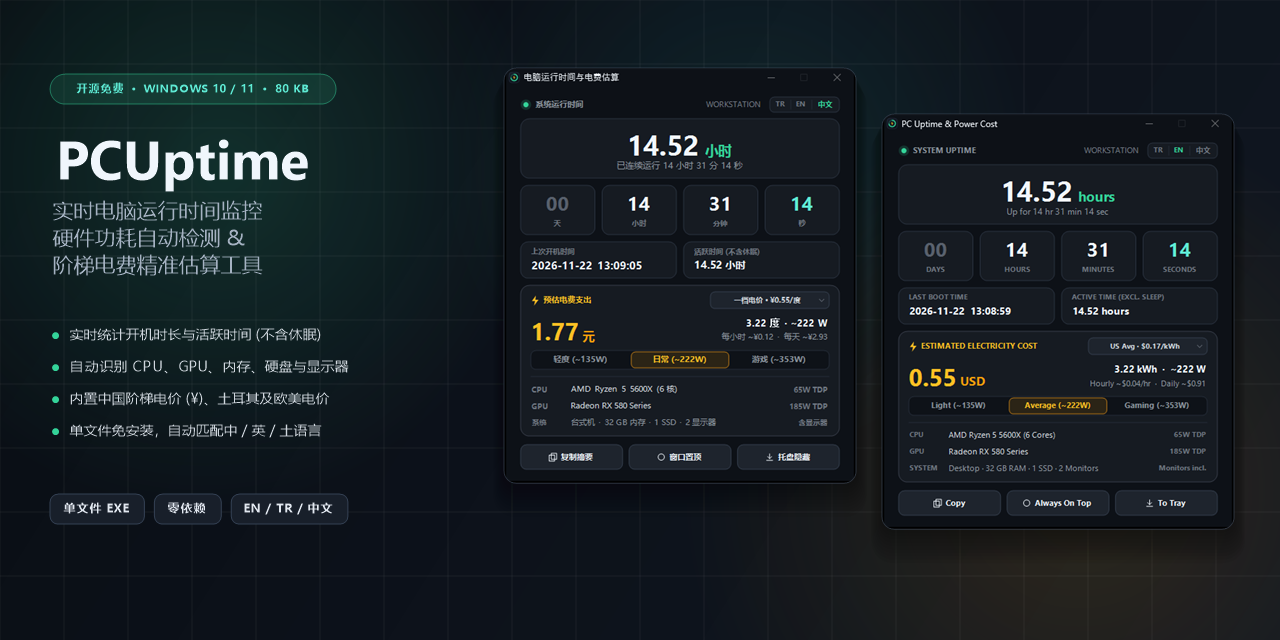 开源免费 • WINDOWS 10 / 11 • 80 KB
PCUptime
实时电脑运行时间监控
硬件功耗自动检测 &
阶梯电费精准估算工具
实时统计开机时长与活跃时间 (不含休眠)
自动识别 CPU、GPU、内存、硬盘与显示器
内置中国阶梯电价 (¥)、土耳其及欧美电价
单文件免安装，自动匹配中 / 英 / 土语言
单文件 EXE
零依赖
EN / TR / 中文
电脑运行时间与电费估算
系统运行时间
WORKSTATION
TR EN 中文
14.52 小时
已连续运行 14 小时 31 分 14 秒
00 14 31 14
天 小时 分钟 秒
上次开机时间
2026-11-22 13:09:05
活跃时间 (不含休眠)
14.52 小时
预估电费支出
一档电价 • ¥0.55/度
1.77 元
3.22 度 · ~222 W
每小时 ~¥0.12 · 每天 ~¥2.93
轻度 (~135W) 日常 (~222W) 游戏 (~353W)
CPU AMD Ryzen 5 5600X (6 核) 65W TDP
GPU Radeon RX 580 Series 185W TDP
系统 台式机 · 32 GB 内存 · 1 SSD · 2 显示器 含显示器
复制摘要
窗口置顶
托盘隐藏
PC Uptime & Power Cost
SYSTEM UPTIME
WORKSTATION
TR EN 中文
14.52 hours
Up for 14 hr 31 min 14 sec
00 14 31 14
DAYS HOURS MINUTES SECONDS
LAST BOOT TIME
2026-11-22 13:08:59
ACTIVE TIME (EXCL. SLEEP)
14.52 hours
ESTIMATED ELECTRICITY COST
US Avg • $0.17/kWh
0.55 USD
3.22 kWh · ~222 W
Hourly ~$0.04/hr · Daily ~$0.91
Light (~135W) Average (~222W) Gaming (~353W)
CPU AMD Ryzen 5 5600X (6 Cores) 65W TDP
GPU Radeon RX 580 Series 185W TDP
SYSTEM Desktop · 32 GB RAM · 1 SSD · 2 Monitors Monitors incl.
Copy
Always On Top
To Tray